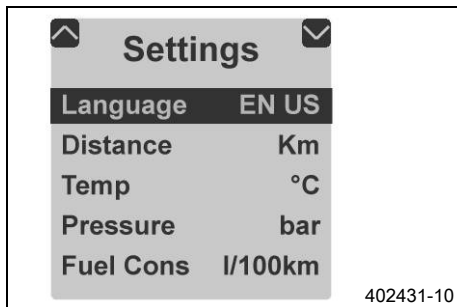 Settings
Language EN US
Distance Km
Temp °C
Pressure bar
Fuel Cons l/100km
402431-10